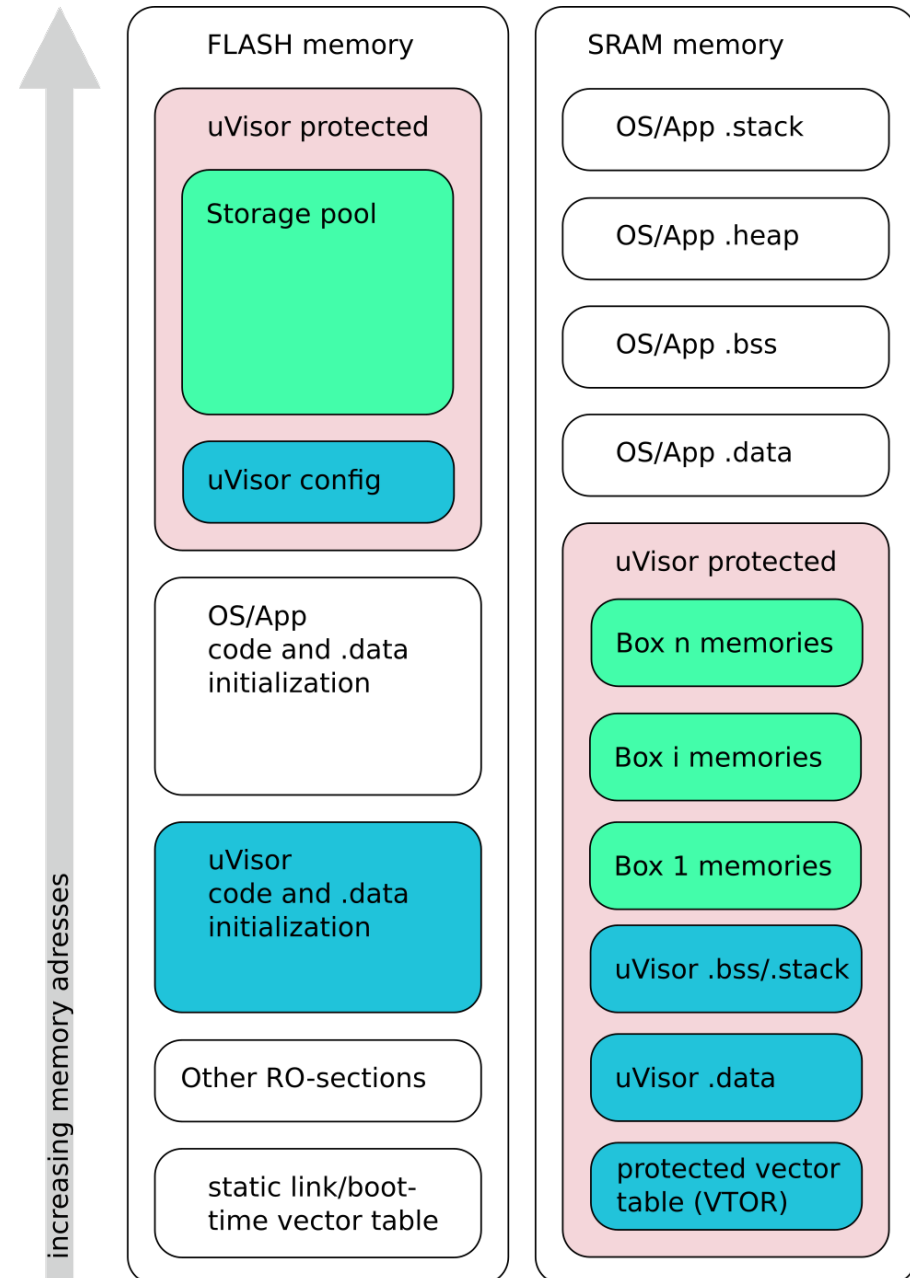 FLASH memory
uVisor protected
Storage pool
uVisor config
OS/App
code and .data
initialization
uVisor
code and .data
initialization
Other RO-sections
static link/boot-
time vector table
SRAM memory
OS/App .stack
OS/App .heap
OS/App .bss
OS/App .data
uVisor protected
Box n memories
Box i memories
Box 1 memories
uVisor .bss/.stack
uVisor .data
protected vector
table (VTOR)
increasing memory adresses